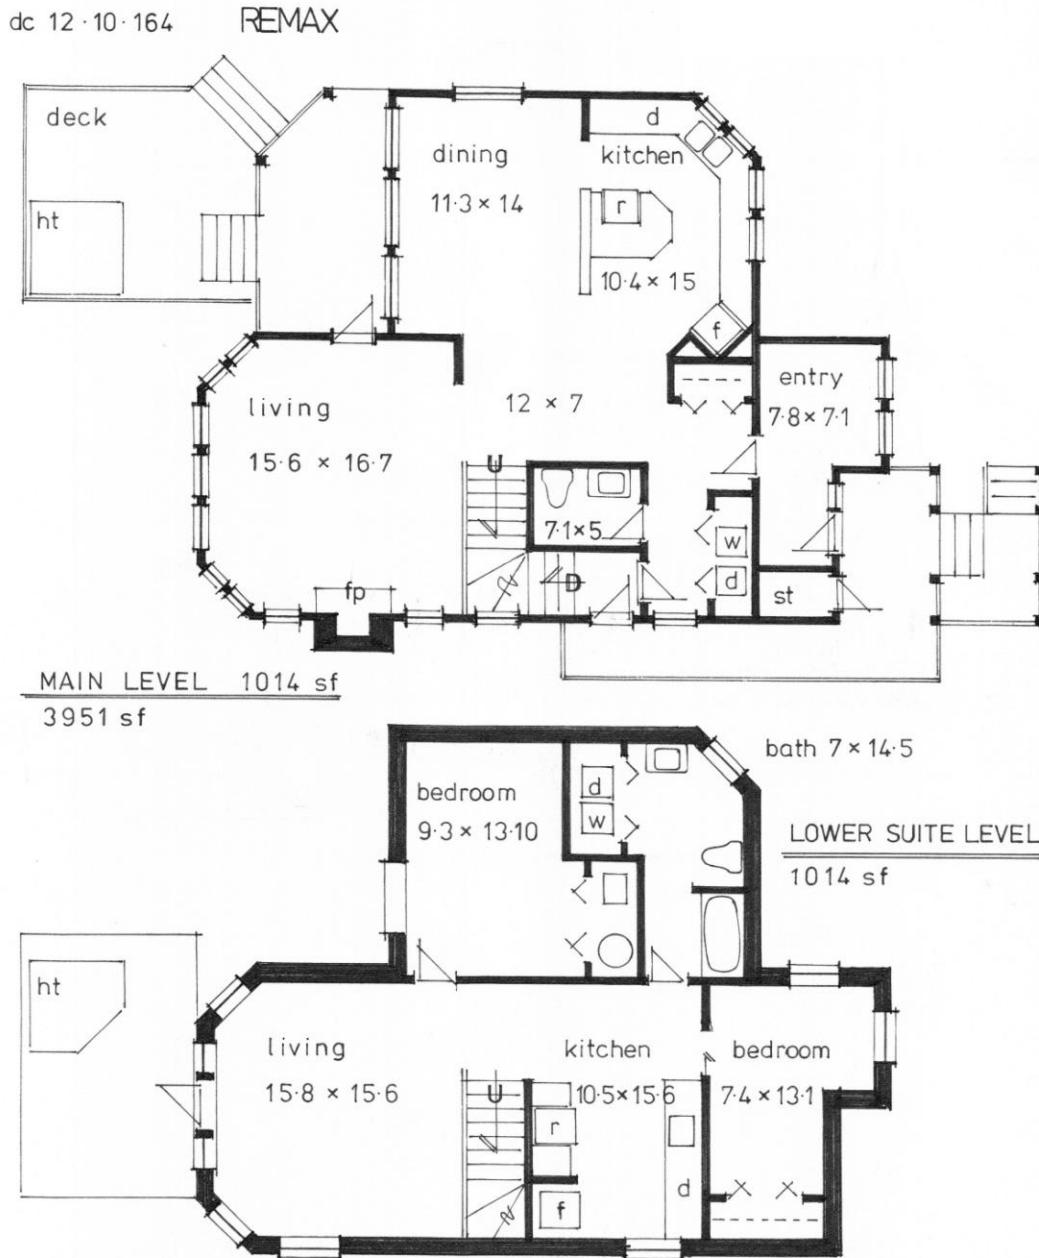 dc 12·10·164 REMAX
deck
d
dining
kitchen
11·3 × 14
r
ht
10·4 × 15
f
entry
living
12 × 7
7·8 × 7·1
15·6 × 16·7
U
7·1×5
w
D
d
fp
st
MAIN LEVEL 1014 sf
3951 sf
bath 7 × 14·5
bedroom
d
9·3 × 13·10
w
LOWER SUITE LEVEL
1014 sf
ht
living
kitchen
bedroom
15·8 × 15·6
U
10·5×15·6
7·4 × 13·1
r
d
f